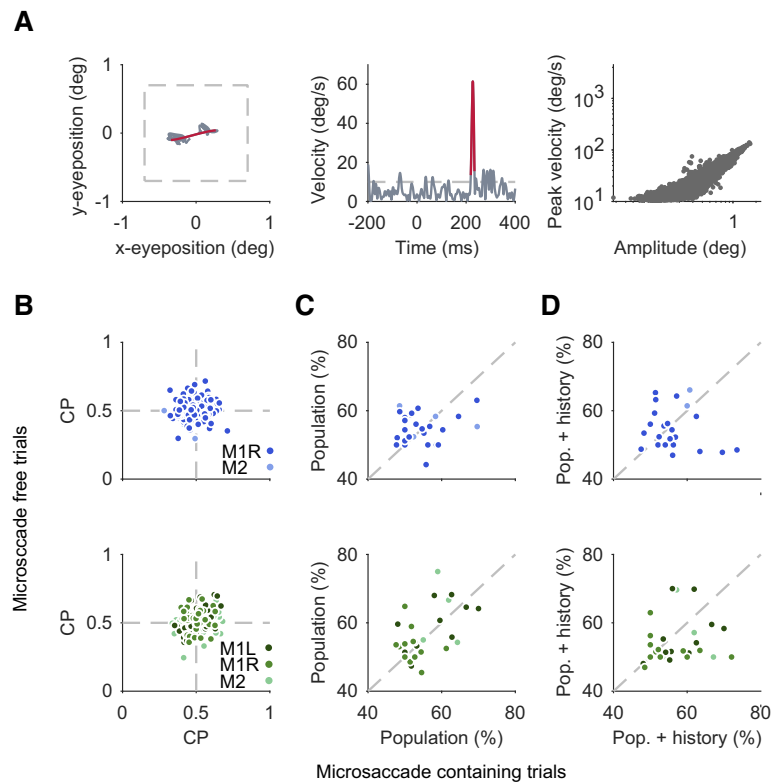 A
y-eyeposition (deg)
1
0
-1
-1
0
1
x-eyeposition (deg)
Velocity (deg/s)
60
40
20
0
-200
0
200
400
Time (ms)
Peak velocity (deg/s)
10³
10²
10¹
1
Amplitude (deg)
B
C
D
Microsccade free trials
CP
1
0.5
0
M1R
M2
Population (%)
80
60
40
Pop. + history (%)
80
60
40
CP
1
0.5
0
M1L
M1R
M2
0
0.5
1
CP
Population (%)
80
60
40
40
60
80
Population (%)
Pop. + history (%)
80
60
40
40
60
80
Pop. + history (%)
Microsaccade containing trials